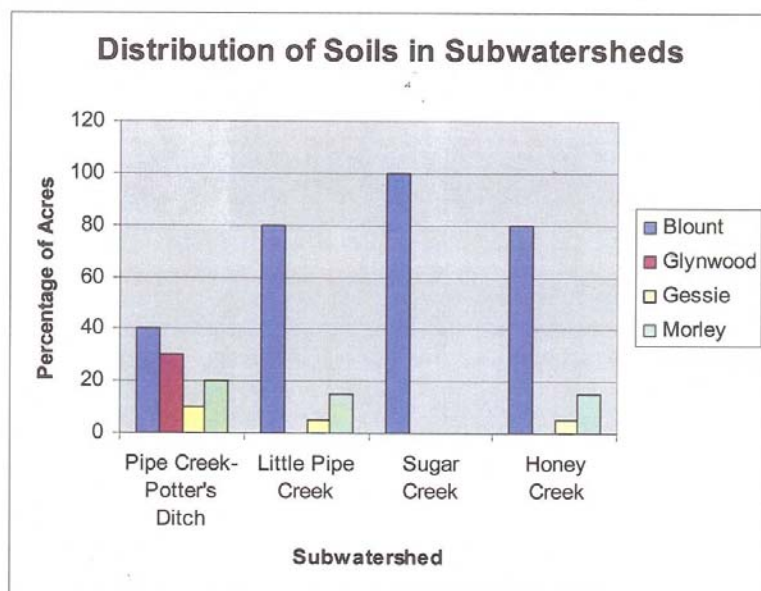 Distribution of Soils in Subwatersheds
Percentage of Acres
120
100
80
60
40
20
0
Pipe Creek-
Potter's
Ditch
Little Pipe
Creek
Sugar
Creek
Honey
Creek
Subwatershed
Blount
Glynwood
Gessie
Morley